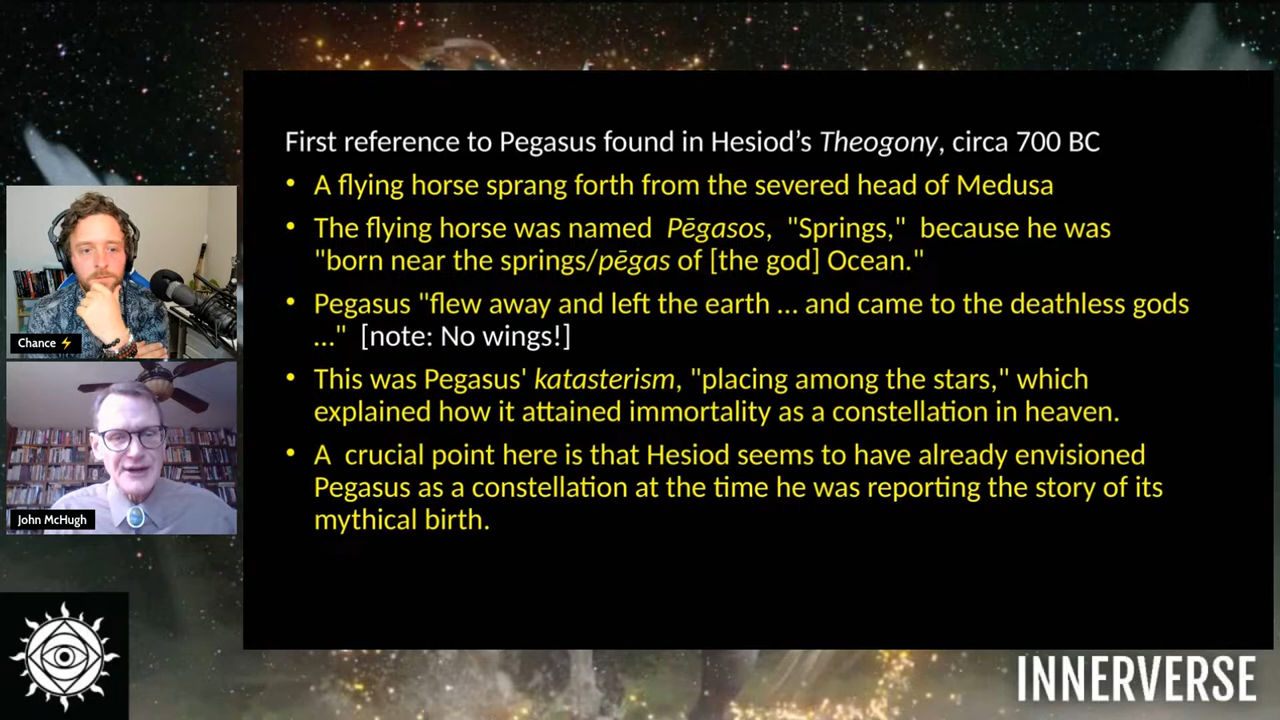 First reference to Pegasus found in Hesiod's Theogony, circa 700 BC
• A flying horse sprang forth from the severed head of Medusa
• The flying horse was named Pēgasos, "Springs," because he was
"born near the springs/pēgas of [the god] Ocean."
• Pegasus "flew away and left the earth ... and came to the deathless gods
..." [note: No wings!]
• This was Pegasus' katasterism, "placing among the stars," which
explained how it attained immortality as a constellation in heaven.
• A crucial point here is that Hesiod seems to have already envisioned
Pegasus as a constellation at the time he was reporting the story of its
mythical birth.
Chance ⚡
John McHugh
INNERVERSE